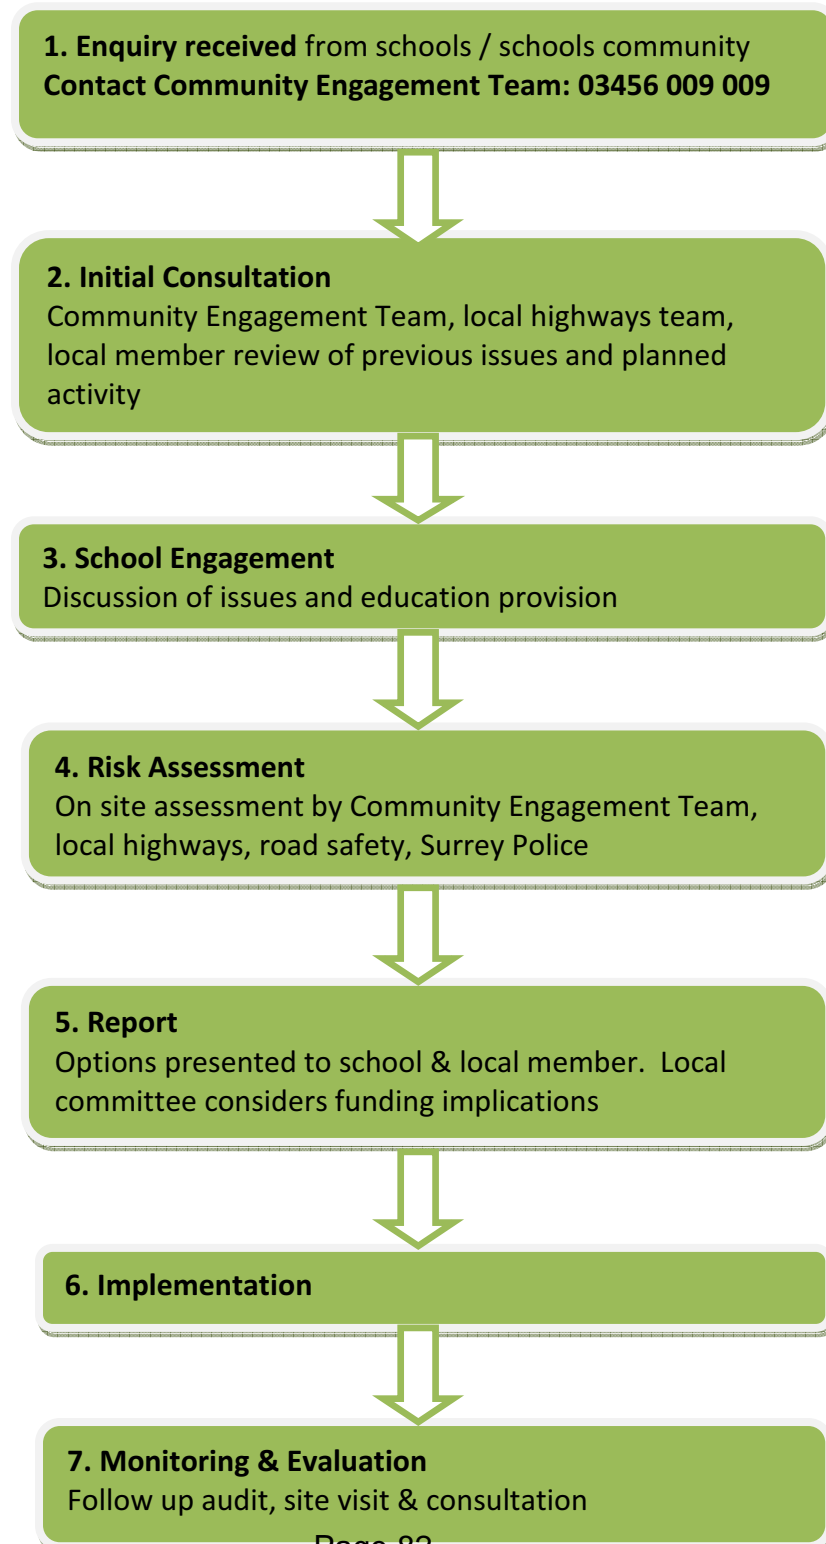 1. Enquiry received from schools / schools community
Contact Community Engagement Team: 03456 009 009
2. Initial Consultation
Community Engagement Team, local highways team,
local member review of previous issues and planned
activity
3. School Engagement
Discussion of issues and education provision
4. Risk Assessment
On site assessment by Community Engagement Team,
local highways, road safety, Surrey Police
5. Report
Options presented to school & local member.  Local
committee considers funding implications
6. Implementation
7. Monitoring & Evaluation
Follow up audit, site visit & consultation
Page